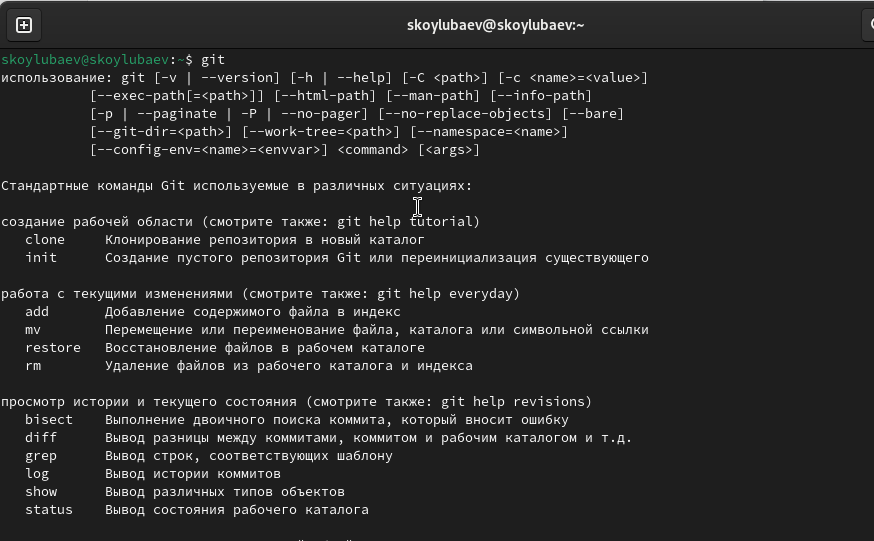 skoylubaev@skoylubaev:~
skoylubaev@skoylubaev:~$ git
использование: git [-v | --version] [-h | --help] [-C <path>] [-c <name>=<value>]
           [--exec-path[=<path>]] [--html-path] [--man-path] [--info-path]
           [-p | --paginate | -P | --no-pager] [--no-replace-objects] [--bare]
           [--git-dir=<path>] [--work-tree=<path>] [--namespace=<name>]
           [--config-env=<name>=<envvar>] <command> [<args>]
Стандартные команды Git используемые в различных ситуациях:
создание рабочей области (смотрите также: git help tutorial)
   clone     Клонирование репозитория в новый каталог
   init      Создание пустого репозитория Git или переинициализация существующего
работа с текущими изменениями (смотрите также: git help everyday)
   add       Добавление содержимого файла в индекс
   mv        Перемещение или переименование файла, каталога или символьной ссылки
   restore   Восстановление файлов в рабочем каталоге
   rm        Удаление файлов из рабочего каталога и индекса
просмотр истории и текущего состояния (смотрите также: git help revisions)
   bisect    Выполнение двоичного поиска коммита, который вносит ошибку
   diff      Вывод разницы между коммитами, коммитом и рабочим каталогом и т.д.
   grep      Вывод строк, соответствующих шаблону
   log       Вывод истории коммитов
   show      Вывод различных типов объектов
   status    Вывод состояния рабочего каталога